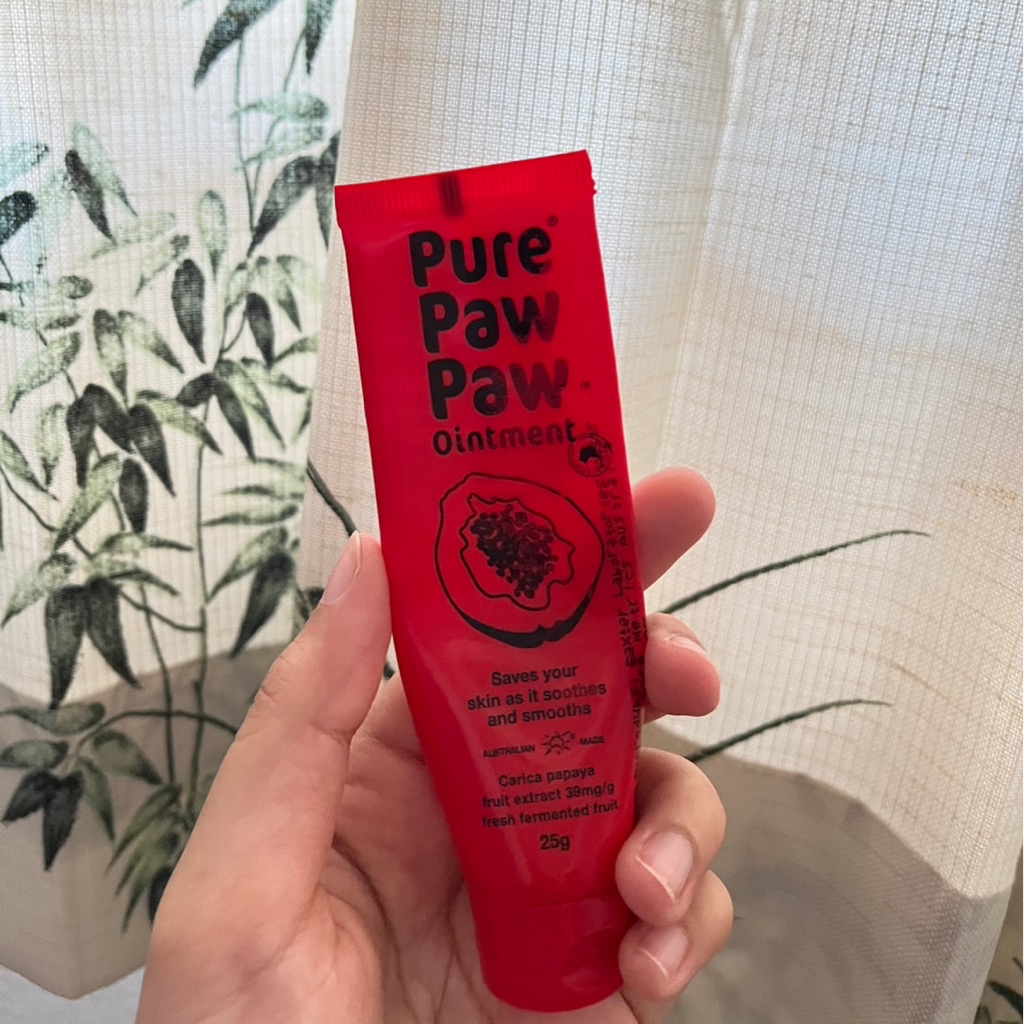 Pure®
Paw
Paw
Ointment
Saves your
skin as it soothes
and smooths
AUSTRALIAN MADE
Carica papaya
fruit extract 39mg/g
fresh fermented fruit
25g